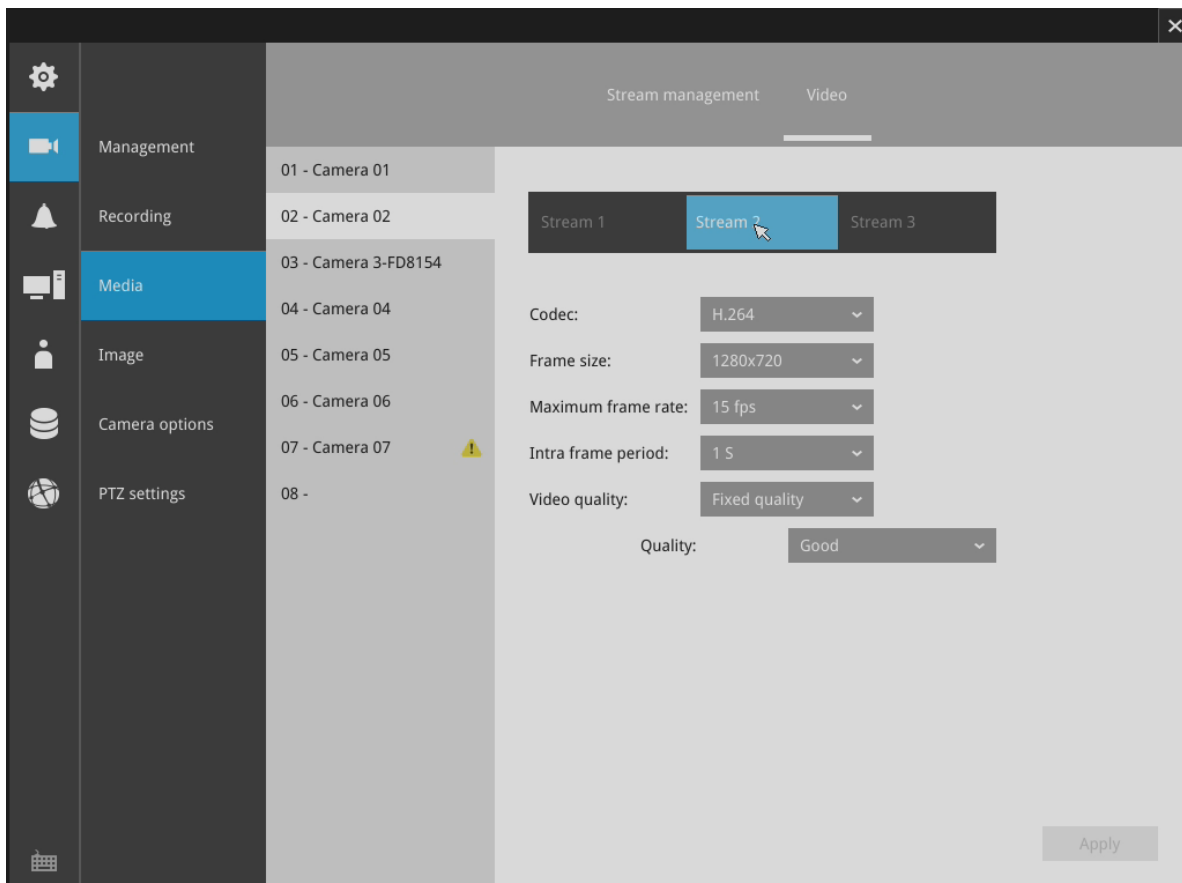 Stream management Video
Management
Recording
Media
Image
Camera options
PTZ settings
01 - Camera 01
02 - Camera 02
03 - Camera 3-FD8154
04 - Camera 04
05 - Camera 05
06 - Camera 06
07 - Camera 07
08 -
Stream 1 Stream 2 Stream 3
Codec: H.264
Frame size: 1280x720
Maximum frame rate: 15 fps
Intra frame period: 1 S
Video quality: Fixed quality
Quality: Good
Apply